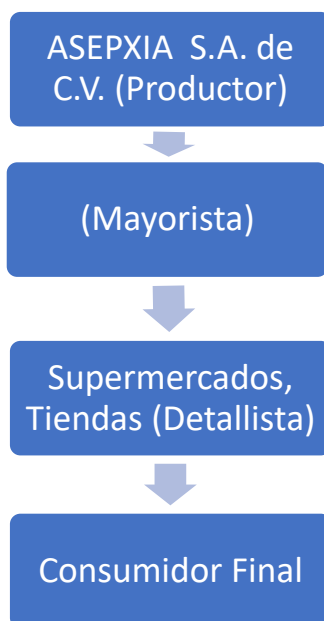 ASEPXIA S.A. de
C.V. (Productor)
(Mayorista)
Supermercados,
Tiendas (Detallista)
Consumidor Final